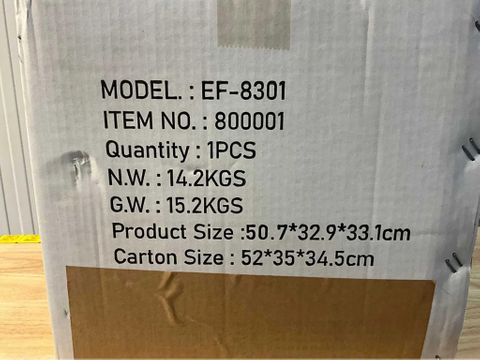 MODEL. : EF-8301
ITEM NO. : 800001
Quantity : 1PCS
N.W. : 14.2KGS
G.W. : 15.2KGS
Product Size :50.7*32.9*33.1cm
Carton Size : 52*35*34.5cm